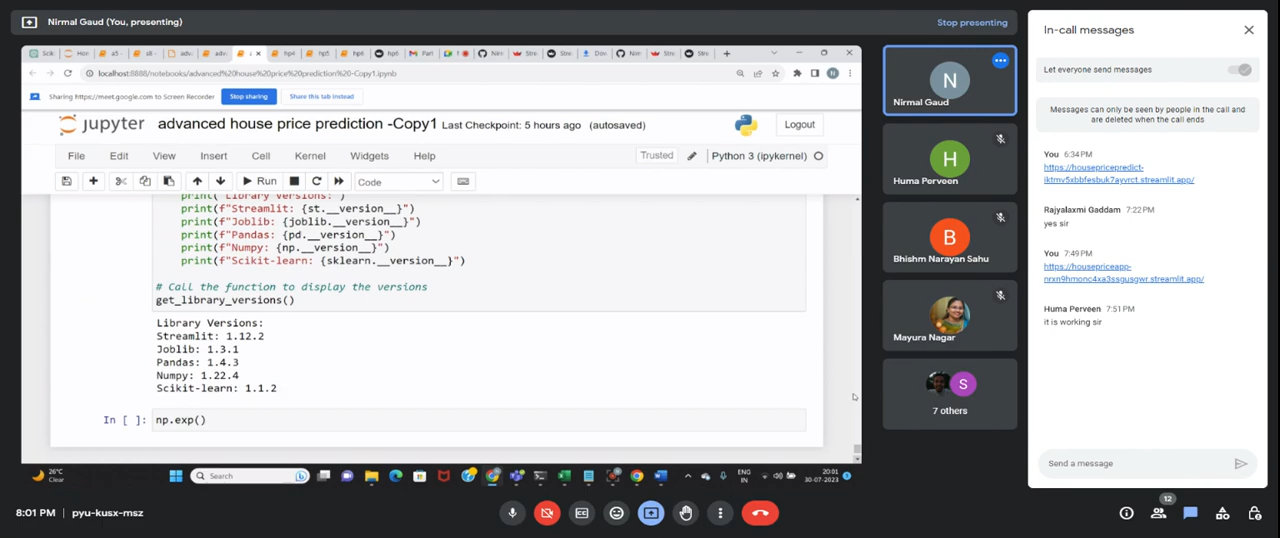 Nirmal Gaud (You, presenting)
Stop presenting
localhost:8888/notebooks/advanced%20house%20price%20prediction%20-Copy1.ipynb
Sharing https://meet.google.com to Screen Recorder
Stop sharing
Share this tab instead
jupyter
advanced house price prediction -Copy1
Last Checkpoint: 5 hours ago (autosaved)
Logout
File Edit View Insert Cell Kernel Widgets Help
Trusted
Python 3 (ipykernel)
Run
Code
print("Library Versions:")
print(f"Streamlit: {st.__version__}")
print(f"Joblib: {joblib.__version__}")
print(f"Pandas: {pd.__version__}")
print(f"Numpy: {np.__version__}")
print(f"Scikit-learn: {sklearn.__version__}")
# Call the function to display the versions
get_library_versions()
Library Versions:
Streamlit: 1.12.2
Joblib: 1.3.1
Pandas: 1.4.3
Numpy: 1.22.4
Scikit-learn: 1.1.2
In [ ]: np.exp()
26°C
Clear
Search
ENG
IN
20:01
30-07-2023
N
Nirmal Gaud
H
Huma Perveen
B
Bhishm Narayan Sahu
Mayura Nagar
S
7 others
In-call messages
Let everyone send messages
Messages can only be seen by people in the call and
are deleted when the call ends
You 6:34 PM
https://housepricepredict-
iktmv5xbbfesbuk7ayvrct.streamlit.app/
Rajyalaxmi Gaddam 7:22 PM
yes sir
You 7:49 PM
https://housepriceapp-
nrxn9hmonc4xa3ssgusgwr.streamlit.app/
Huma Perveen 7:51 PM
it is working sir
Send a message
8:01 PM | pyu-kusx-msz
12